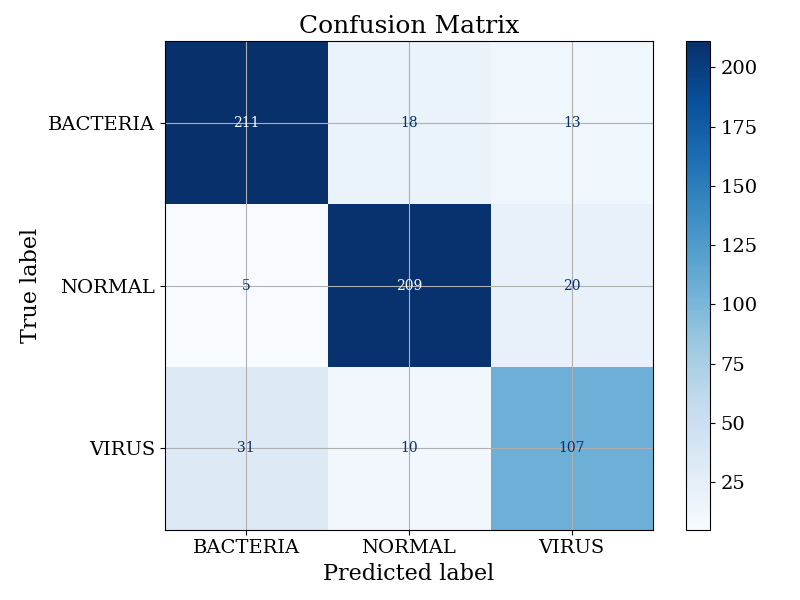 Confusion Matrix
True label
BACTERIA 211 18 13
NORMAL 5 209 20
VIRUS 31 10 107
BACTERIA NORMAL VIRUS
Predicted label
200
175
150
125
100
75
50
25